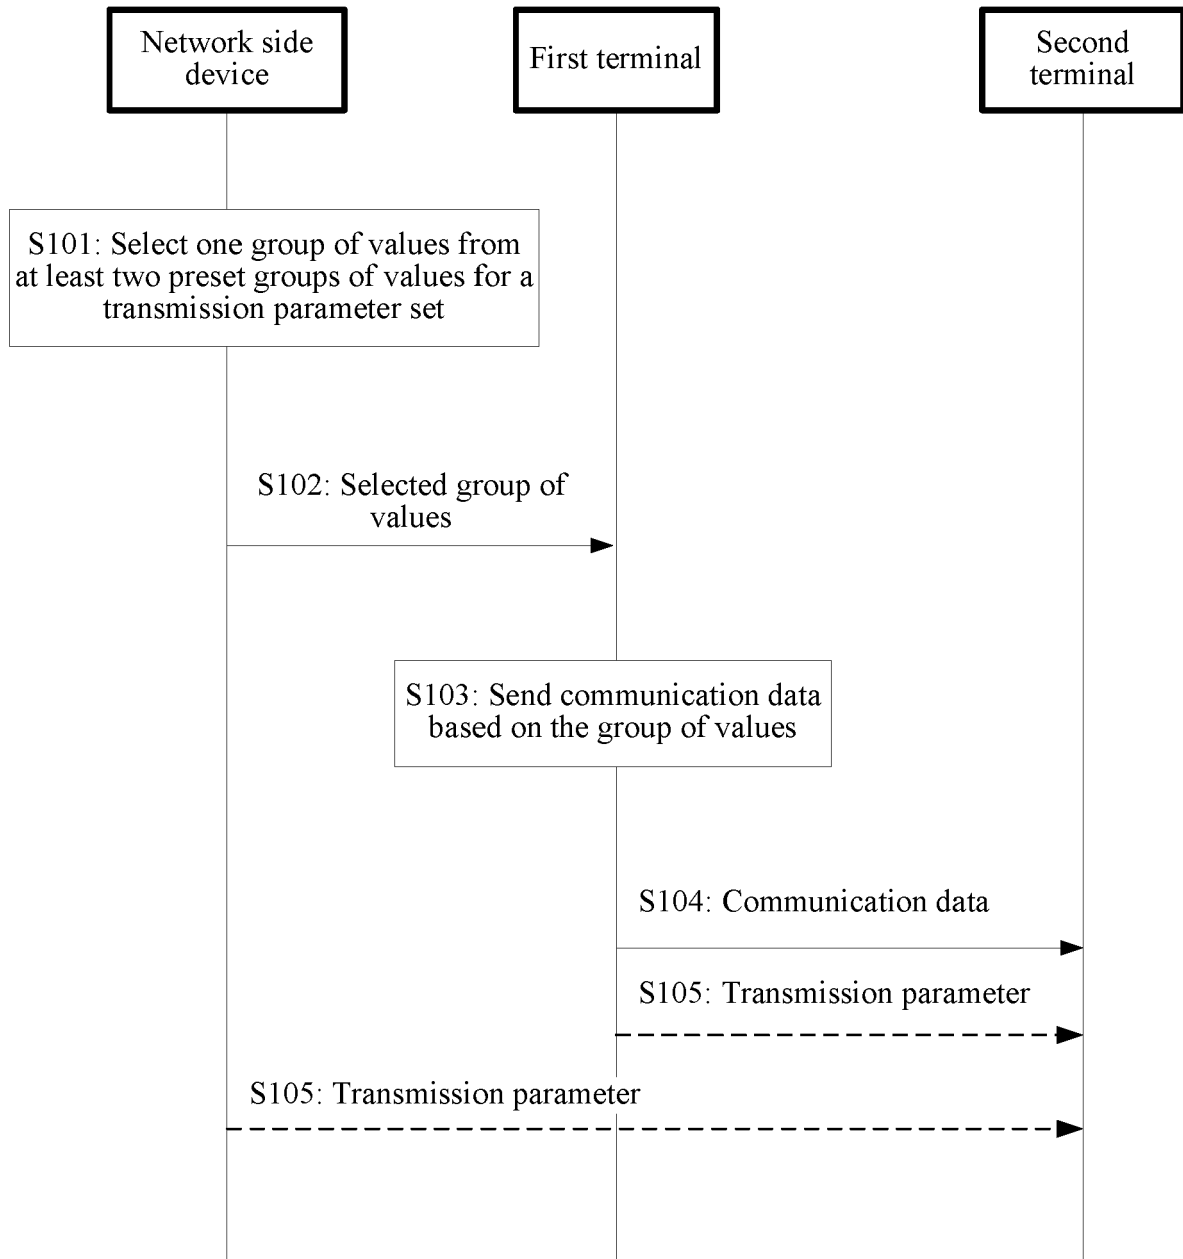 Network side
device
First terminal
Second
terminal
S101: Select one group of values from
at least two preset groups of values for a
transmission parameter set
S102: Selected group of
values
S103: Send communication data
based on the group of values
S104: Communication data
S105: Transmission parameter
S105: Transmission parameter